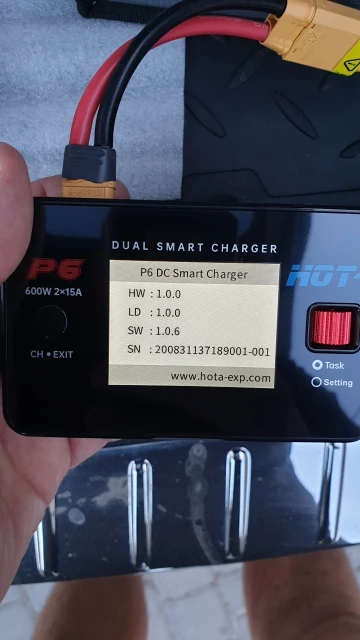 DUAL SMART CHARGER
P6
600W 2×15A
CH • EXIT
P6 DC Smart Charger
HW : 1.0.0
LD : 1.0.0
SW : 1.0.6
SN : 200831137189001-001
www.hota-exp.com
HOT
Task
Setting